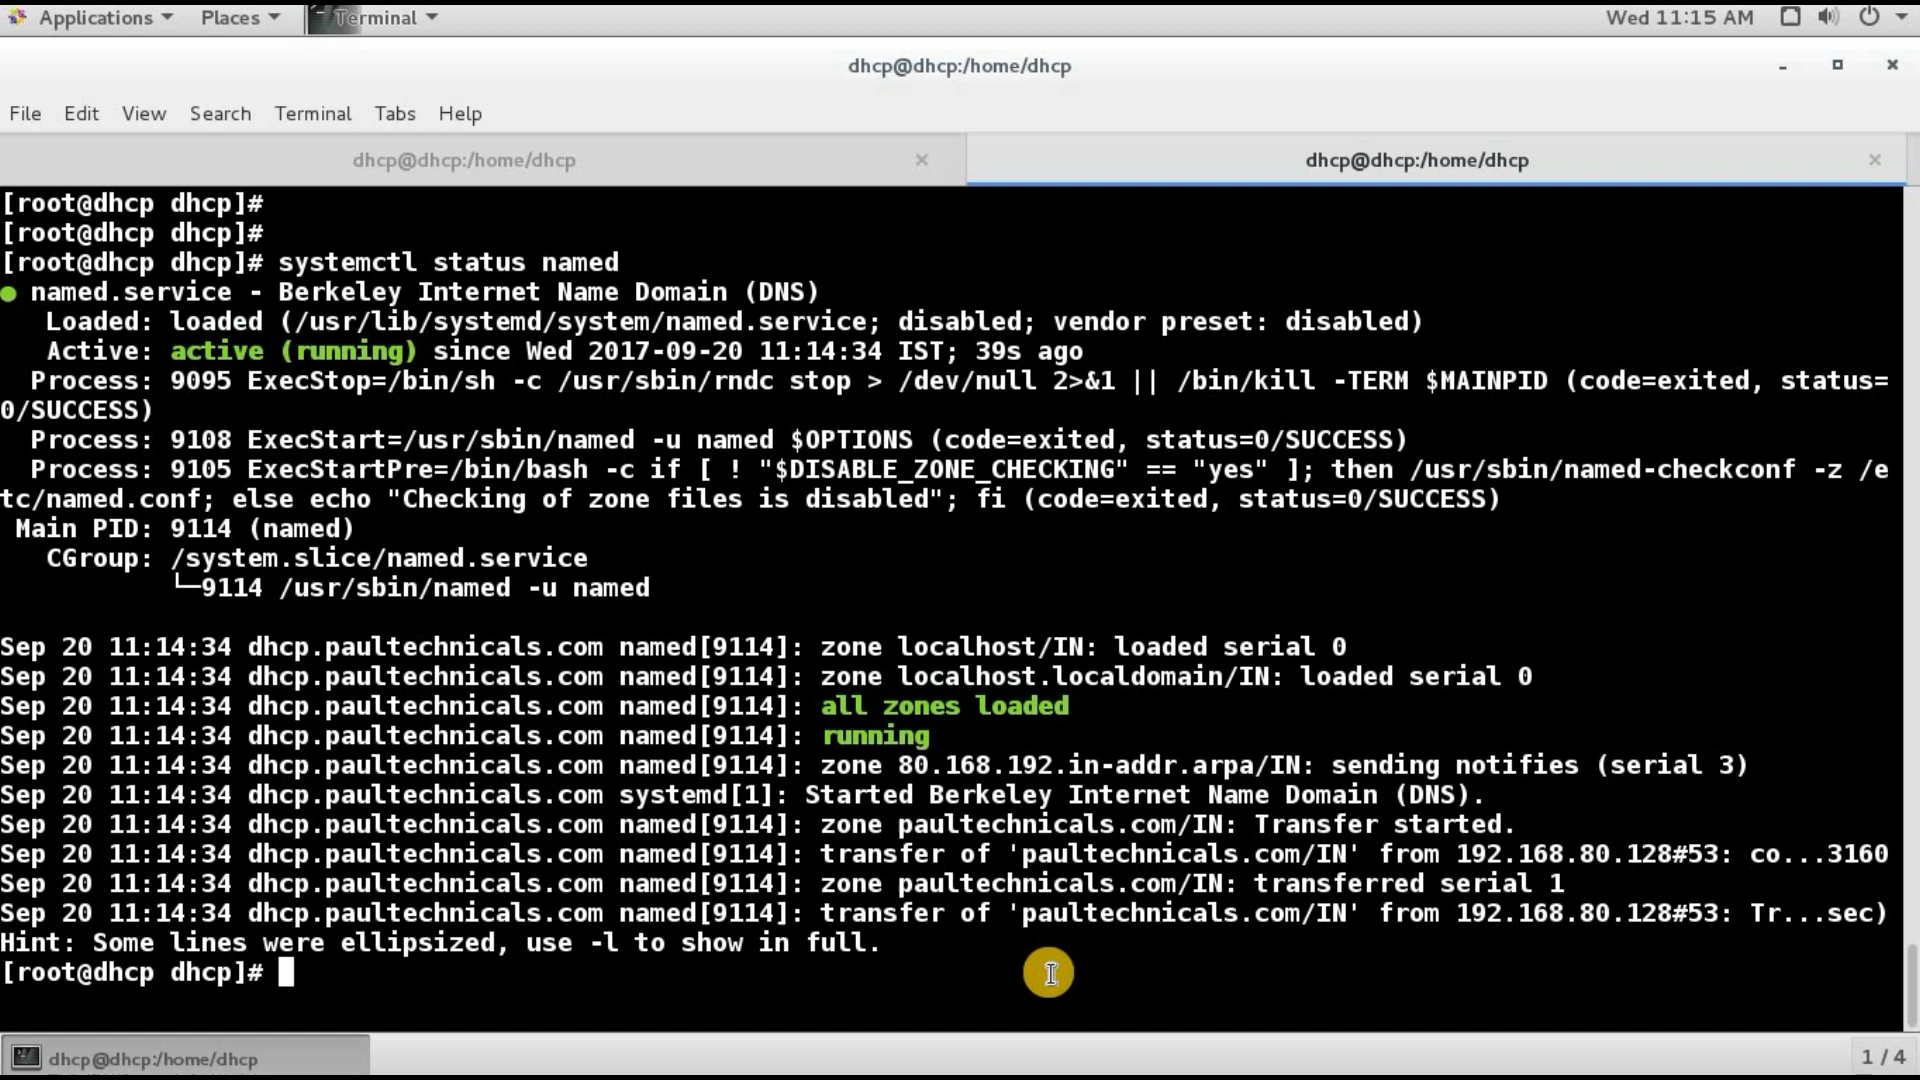 Applications Places Terminal Wed 11:15 AM
dhcp@dhcp:/home/dhcp
File Edit View Search Terminal Tabs Help
dhcp@dhcp:/home/dhcp dhcp@dhcp:/home/dhcp
[root@dhcp dhcp]#
[root@dhcp dhcp]#
[root@dhcp dhcp]# systemctl status named
● named.service - Berkeley Internet Name Domain (DNS)
   Loaded: loaded (/usr/lib/systemd/system/named.service; disabled; vendor preset: disabled)
   Active: active (running) since Wed 2017-09-20 11:14:34 IST; 39s ago
  Process: 9095 ExecStop=/bin/sh -c /usr/sbin/rndc stop > /dev/null 2>&1 || /bin/kill -TERM $MAINPID (code=exited, status=
0/SUCCESS)
  Process: 9108 ExecStart=/usr/sbin/named -u named $OPTIONS (code=exited, status=0/SUCCESS)
  Process: 9105 ExecStartPre=/bin/bash -c if [ ! "$DISABLE_ZONE_CHECKING" == "yes" ]; then /usr/sbin/named-checkconf -z /e
tc/named.conf; else echo "Checking of zone files is disabled"; fi (code=exited, status=0/SUCCESS)
 Main PID: 9114 (named)
   CGroup: /system.slice/named.service
           └─9114 /usr/sbin/named -u named
Sep 20 11:14:34 dhcp.paultechnicals.com named[9114]: zone localhost/IN: loaded serial 0
Sep 20 11:14:34 dhcp.paultechnicals.com named[9114]: zone localhost.localdomain/IN: loaded serial 0
Sep 20 11:14:34 dhcp.paultechnicals.com named[9114]: all zones loaded
Sep 20 11:14:34 dhcp.paultechnicals.com named[9114]: running
Sep 20 11:14:34 dhcp.paultechnicals.com named[9114]: zone 80.168.192.in-addr.arpa/IN: sending notifies (serial 3)
Sep 20 11:14:34 dhcp.paultechnicals.com systemd[1]: Started Berkeley Internet Name Domain (DNS).
Sep 20 11:14:34 dhcp.paultechnicals.com named[9114]: zone paultechnicals.com/IN: Transfer started.
Sep 20 11:14:34 dhcp.paultechnicals.com named[9114]: transfer of 'paultechnicals.com/IN' from 192.168.80.128#53: co...3160
Sep 20 11:14:34 dhcp.paultechnicals.com named[9114]: zone paultechnicals.com/IN: transferred serial 1
Sep 20 11:14:34 dhcp.paultechnicals.com named[9114]: transfer of 'paultechnicals.com/IN' from 192.168.80.128#53: Tr...sec)
Hint: Some lines were ellipsized, use -l to show in full.
[root@dhcp dhcp]#
dhcp@dhcp:/home/dhcp 1 / 4